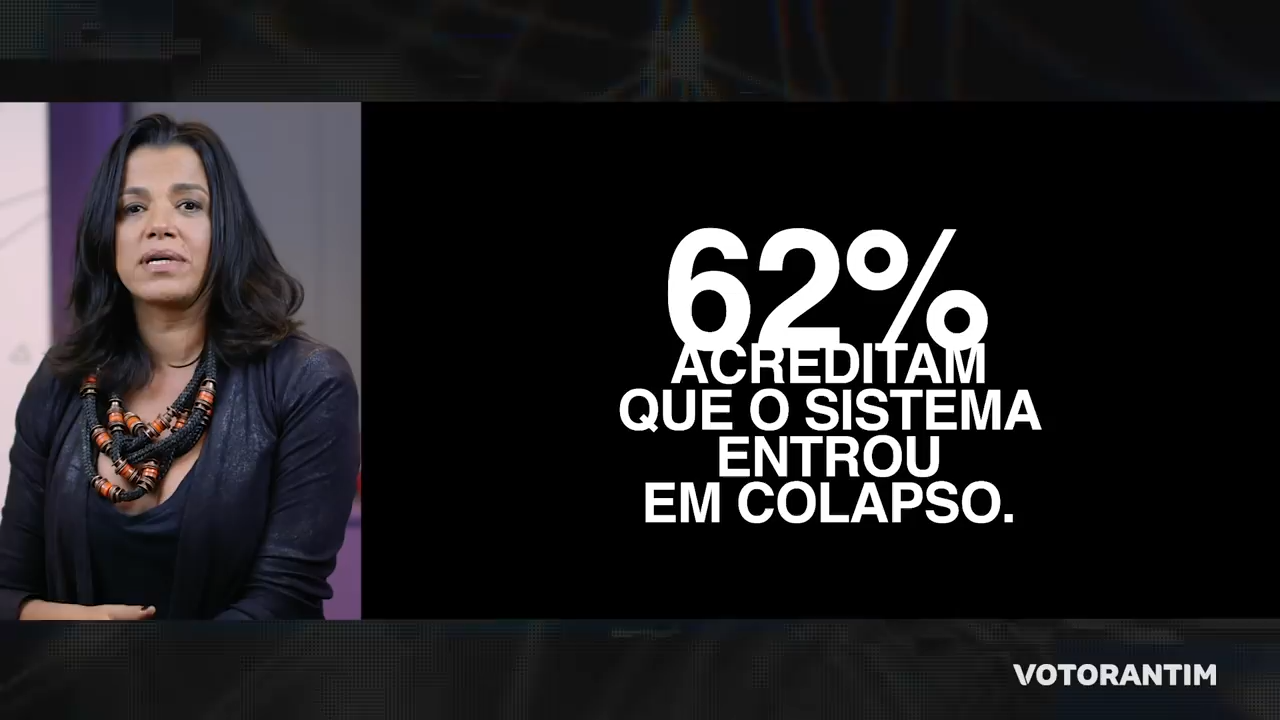 62%
ACREDITAM
QUE O SISTEMA
ENTROU
EM COLAPSO.
VOTORANTIM